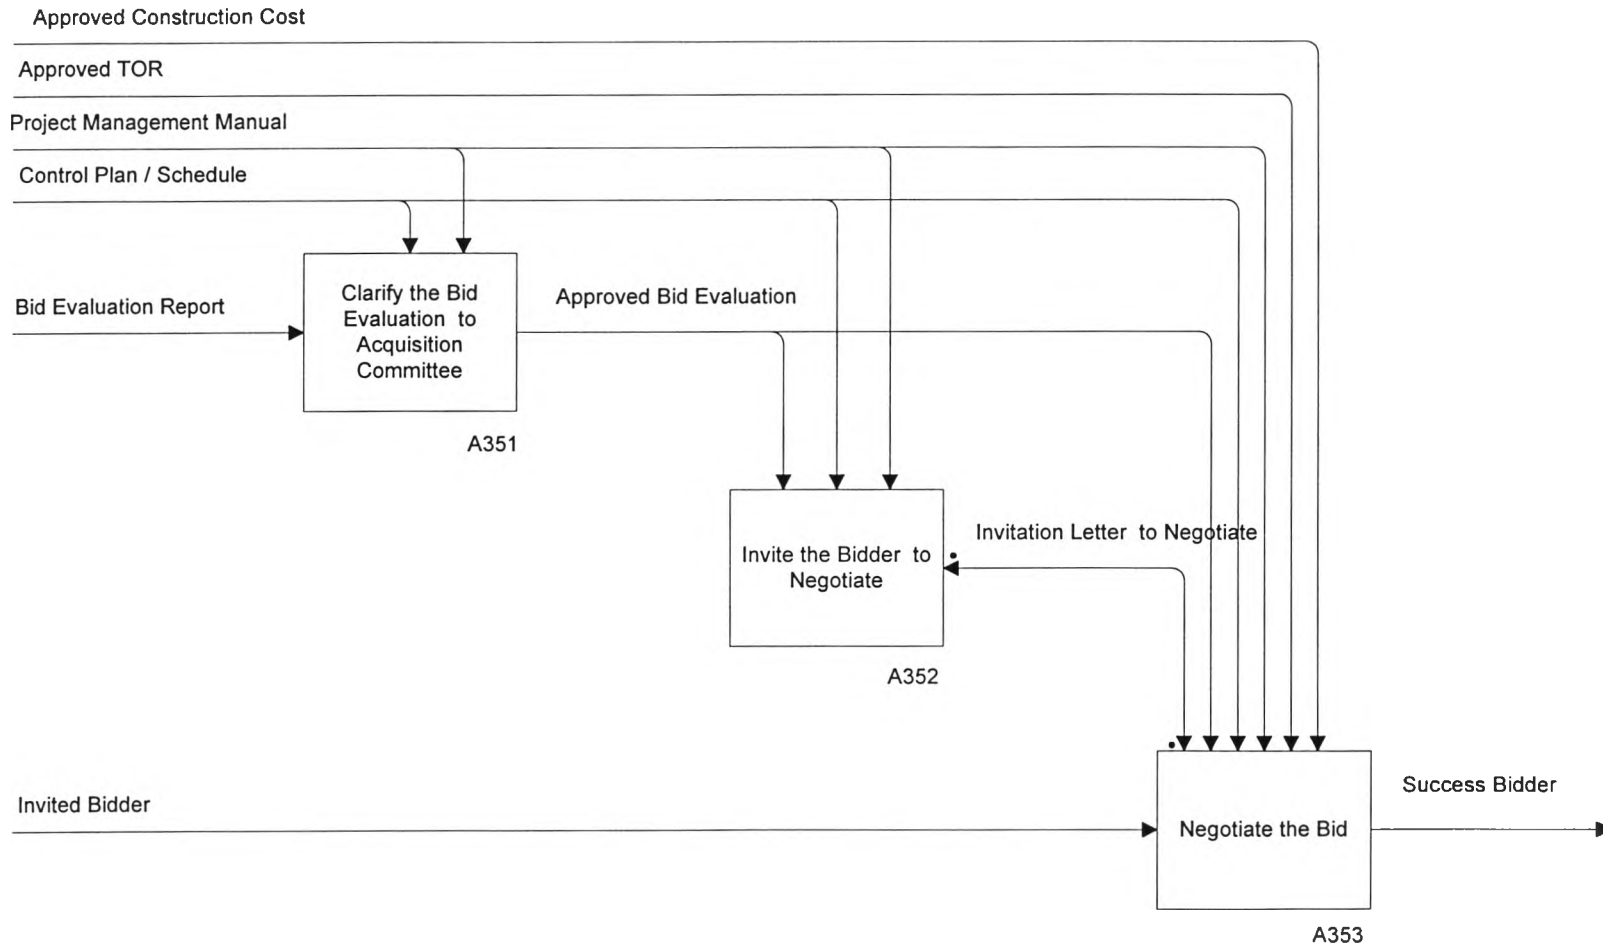 Approved Construction Cost
Approved TOR
Project Management Manual
Control Plan / Schedule
Bid Evaluation Report
Clarify the Bid
Evaluation to
Acquisition
Committee
A351
Approved Bid Evaluation
Invite the Bidder to
Negotiate
A352
Invitation Letter to Negotiate
Invited Bidder
Negotiate the Bid
A353
Success Bidder